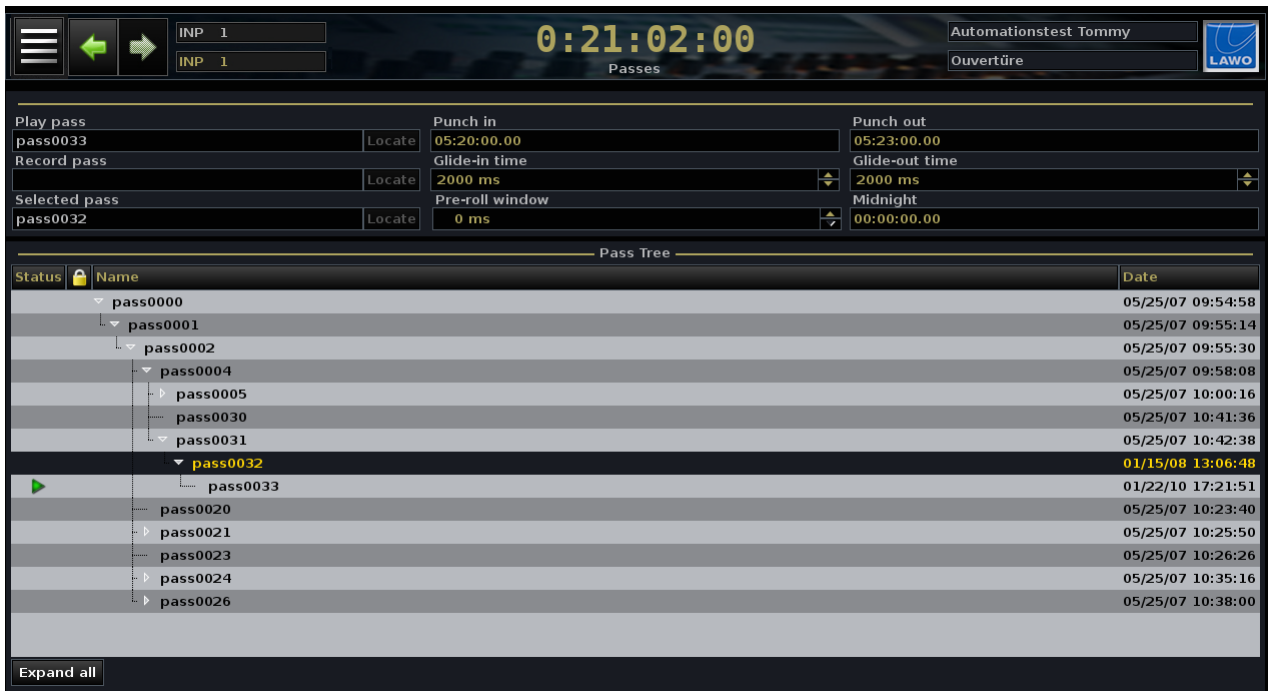 INP 1
INP 1
0:21:02:00
Passes
Automationstest Tommy
Ouvertüre
LAWO
Play pass Punch in Punch out
pass0033 Locate 05:20:00.00 05:23:00.00
Record pass Glide-in time Glide-out time
Locate 2000 ms 2000 ms
Selected pass Pre-roll window Midnight
pass0032 Locate 0 ms 00:00:00.00
Pass Tree
Status Name Date
pass0000 05/25/07 09:54:58
pass0001 05/25/07 09:55:14
pass0002 05/25/07 09:55:30
pass0004 05/25/07 09:58:08
pass0005 05/25/07 10:00:16
pass0030 05/25/07 10:41:36
pass0031 05/25/07 10:42:38
pass0032 01/15/08 13:06:48
pass0033 01/22/10 17:21:51
pass0020 05/25/07 10:23:40
pass0021 05/25/07 10:25:50
pass0023 05/25/07 10:26:26
pass0024 05/25/07 10:35:16
pass0026 05/25/07 10:38:00
Expand all